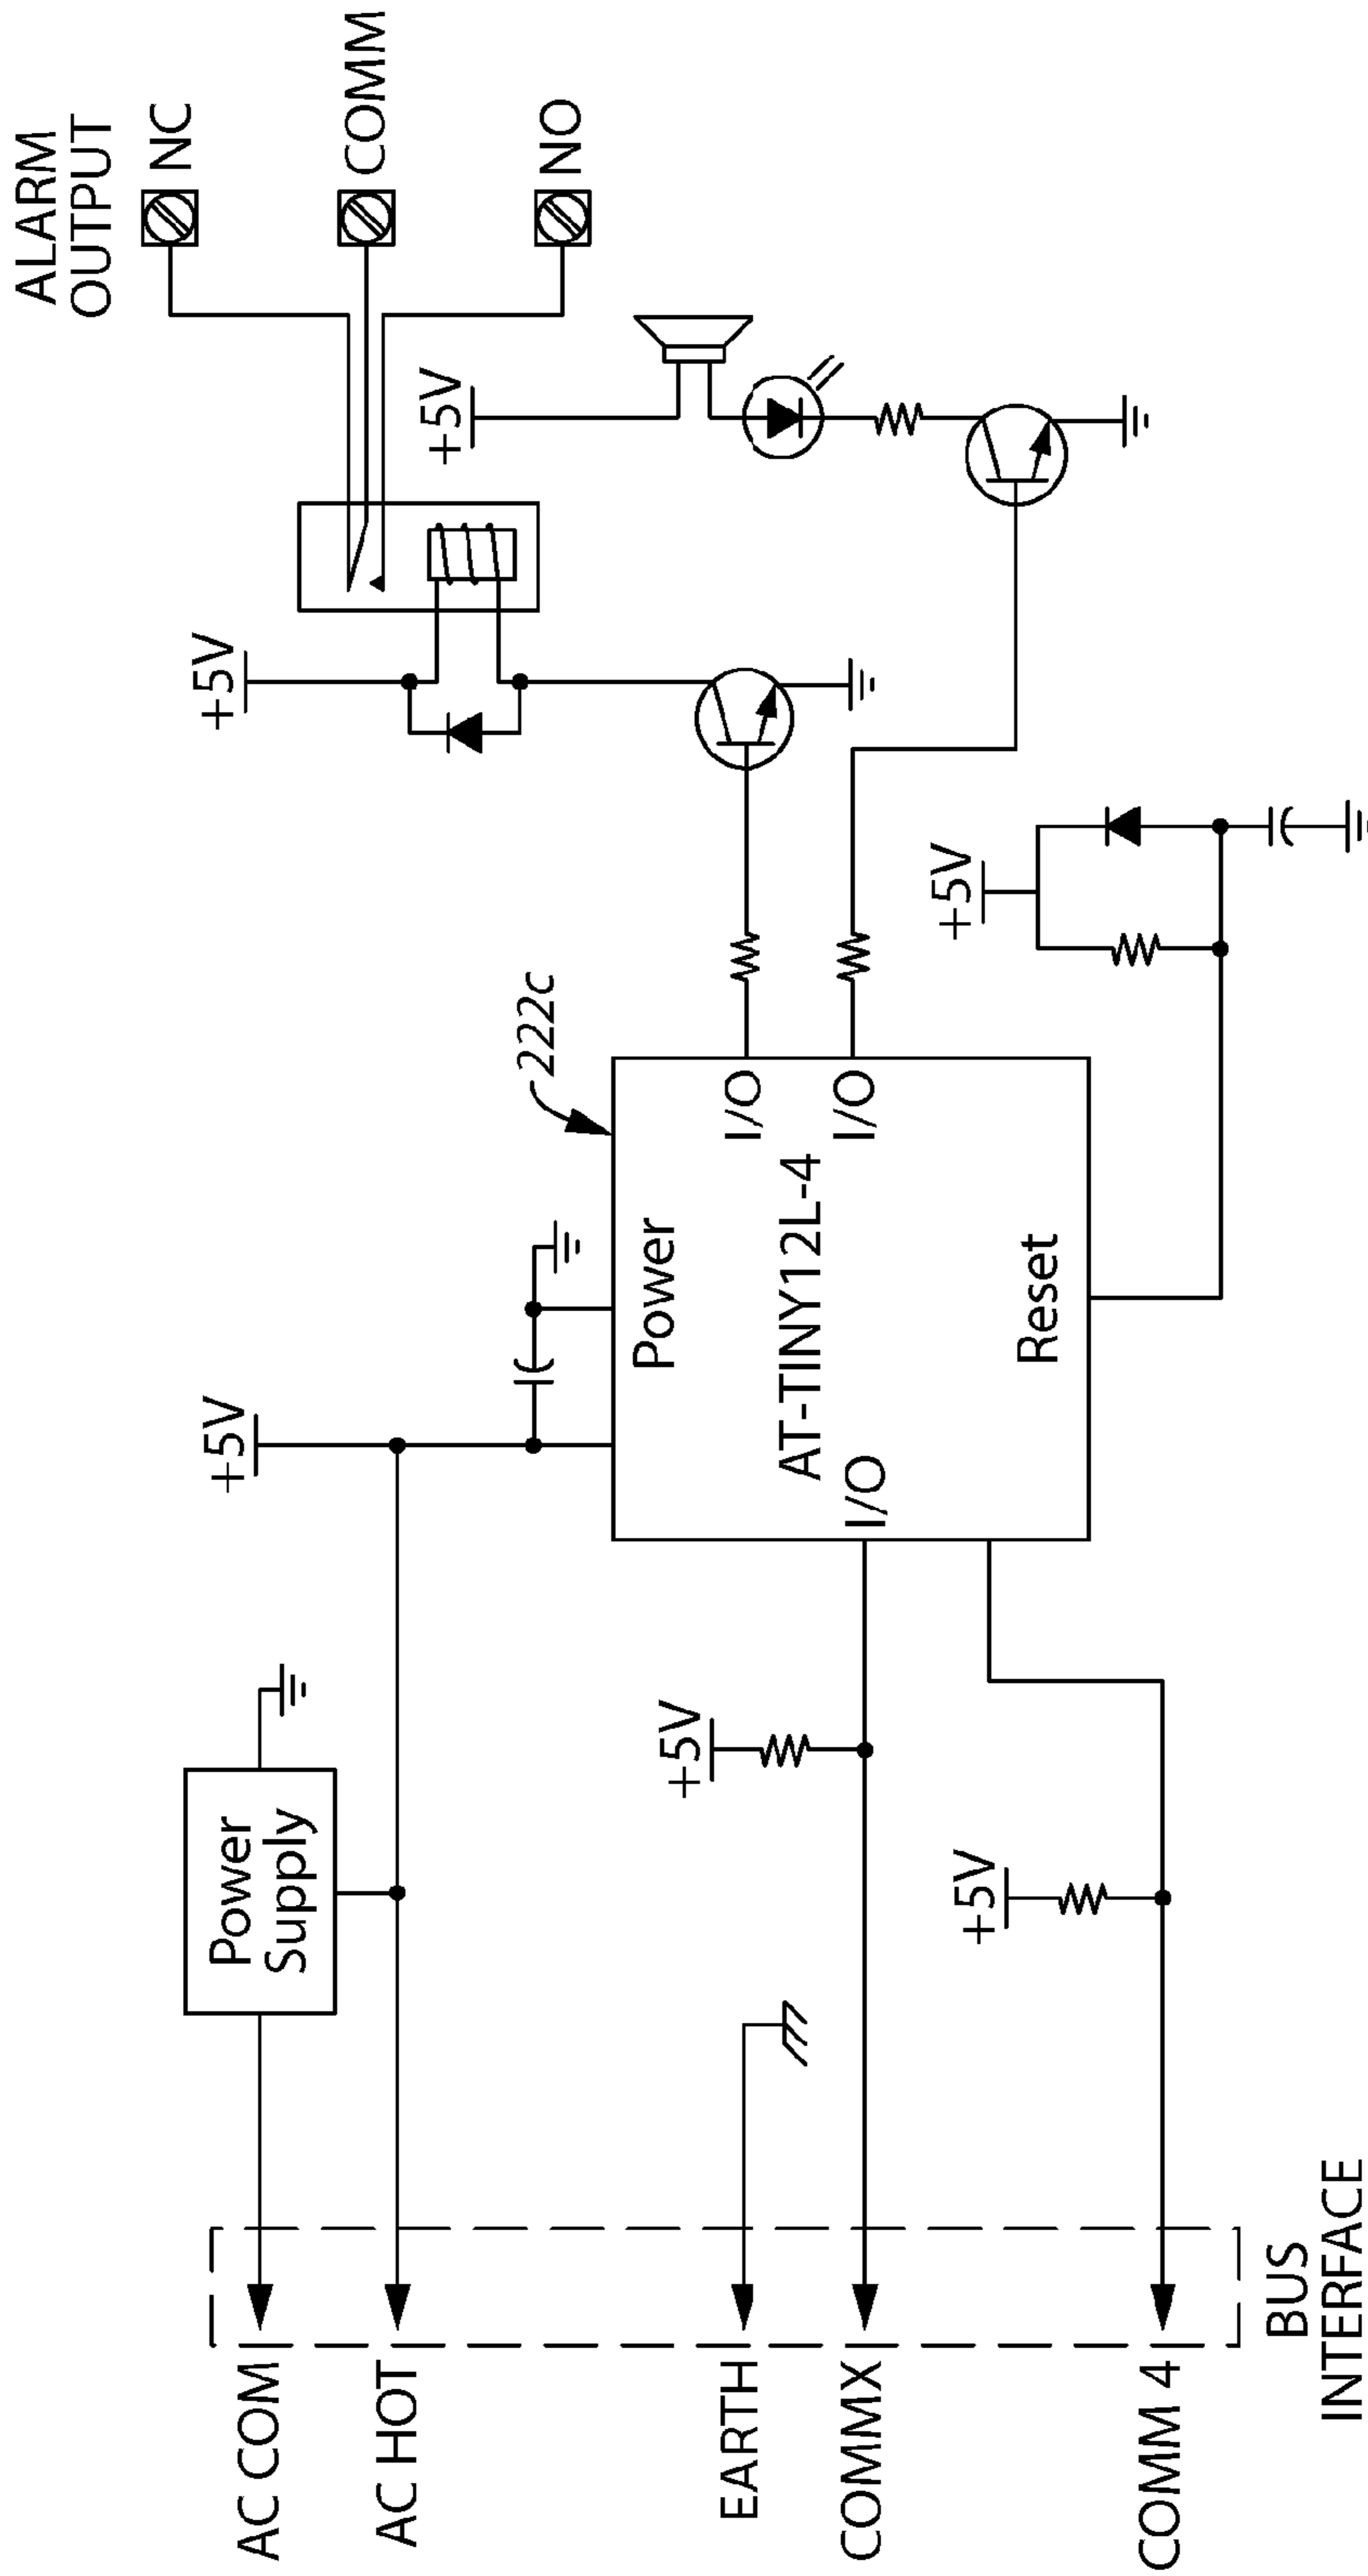 ALARM
OUTPUT
NC
COMM
NO
+5V
+5V
+5V
222c
+5V
Power
Supply
Power
I/O
I/O
AT-TINY12L-4
I/O
Reset
+5V
+5V
AC COM
AC HOT
EARTH
COMMX
COMM 4
BUS
INTERFACE